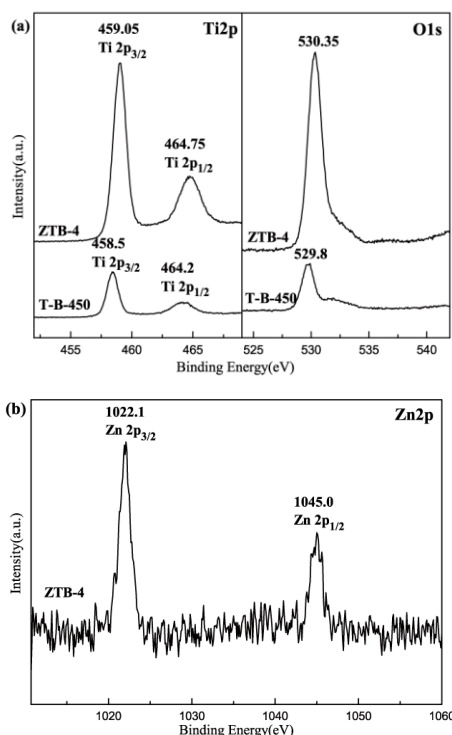 (a)
Ti2p
O1s
459.05
Ti 2p3/2
464.75
Ti 2p1/2
ZTB-4
458.5
Ti 2p3/2
464.2
Ti 2p1/2
T-B-450
530.35
ZTB-4
529.8
T-B-450
Intensity(a.u.)
455 460 465 525 530 535 540
Binding Energy(eV)
(b)
Zn2p
1022.1
Zn 2p3/2
1045.0
Zn 2p1/2
ZTB-4
Intensity(a.u.)
1020 1030 1040 1050 1060
Binding Energy(eV)